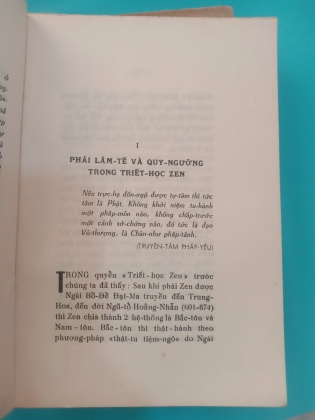 I
PHÁI LÂM-TẾ VÀ QUY-NGƯỠNG
TRONG TRIẾT-HỌC ZEN
Nếu trực-hạ đốn-ngộ được tự-tâm thì tức
tâm là Phật. Không khởi niệm tu-hành
một pháp-môn nào, không chấp-trước
một cảnh sở-chứng nào, đó tức là đạo
Vô-thượng, là Chân-như pháp-tánh.
(TRUYỀN-TÂM PHÁP-YẾU)
TRONG quyển «Triết-học Zen» trước
chúng ta đã thấy: Sau khi phái Zen được
Ngài Bồ-Đề Đạt-Ma truyền đến Trung-
Hoa, đến đời Ngũ-tổ Hoằng-Nhẫn (601-674)
thì Zen chia thành 2 hệ-thống là Bắc-tôn và
Nam-tôn. Bắc-tôn thì thật-hành theo
phương-pháp «thật-tu tiệm-ngộ» do Ngài